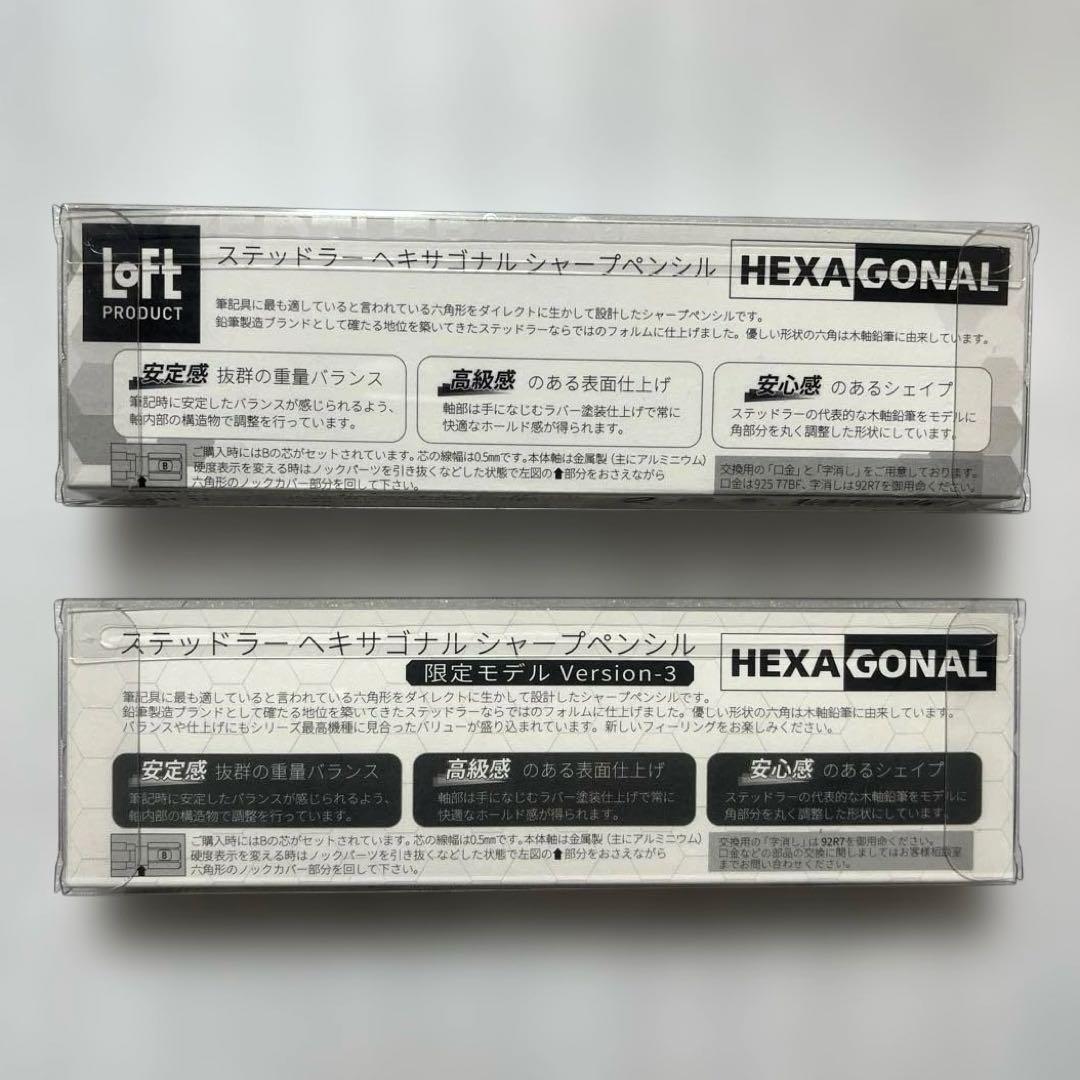 LOFT
PRODUCT
ステッドラー ヘキサゴナル シャープペンシル
HEXAGONAL
筆記具に最も適していると言われている六角形をダイレクトに生かして設計したシャープペンシルです。
鉛筆製造ブランドとして確たる地位を築いてきたステッドラーならではのフォルムに仕上げました。優しい形状の六角は木軸鉛筆に由来しています。
安定感 抜群の重量バランス
筆記時に安定したバランスが感じられるよう、
軸内部の構造物で調整を行っています。
高級感 のある表面仕上げ
軸部は手になじむラバー塗装仕上げで常に
快適なホールド感が得られます。
安心感 のあるシェイプ
ステッドラーの代表的な木軸鉛筆をモデルに
角部分を丸く調整した形状にしています。
B
ご購入時にはBの芯がセットされています。芯の線幅は0.5mmです。本体軸は金属製（主にアルミニウム）
硬度表示を変える時はノックパーツを引き抜くなどした状態で左図の⬆部分をおさえながら
六角形のノックカバー部分を回して下さい。
交換用の「口金」と「字消し」をご用意しております。
口金は925 77BF、字消しは92R7を御用命ください。
ステッドラー ヘキサゴナル シャープペンシル
限定モデル Version-3
HEXAGONAL
筆記具に最も適していると言われている六角形をダイレクトに生かして設計したシャープペンシルです。
鉛筆製造ブランドとして確たる地位を築いてきたステッドラーならではのフォルムに仕上げました。優しい形状の六角は木軸鉛筆に由来しています。
バランスや仕上げにもシリーズ最高機種に見合ったバリューが盛り込まれています。新しいフィーリングをお楽しみください。
安定感 抜群の重量バランス
筆記時に安定したバランスが感じられるよう、
軸内部の構造物で調整を行っています。
高級感 のある表面仕上げ
軸部は手になじむラバー塗装仕上げで常に
快適なホールド感が得られます。
安心感 のあるシェイプ
ステッドラーの代表的な木軸鉛筆をモデルに
角部分を丸く調整した形状にしています。
B
ご購入時にはBの芯がセットされています。芯の線幅は0.5mmです。本体軸は金属製（主にアルミニウム）
硬度表示を変える時はノックパーツを引き抜くなどした状態で左図の⬆部分をおさえながら
六角形のノックカバー部分を回して下さい。
交換用の「字消し」は92R7を御用命ください。
口金などの部品の交換に関しましてはお客様相談室
までお問い合わせください。